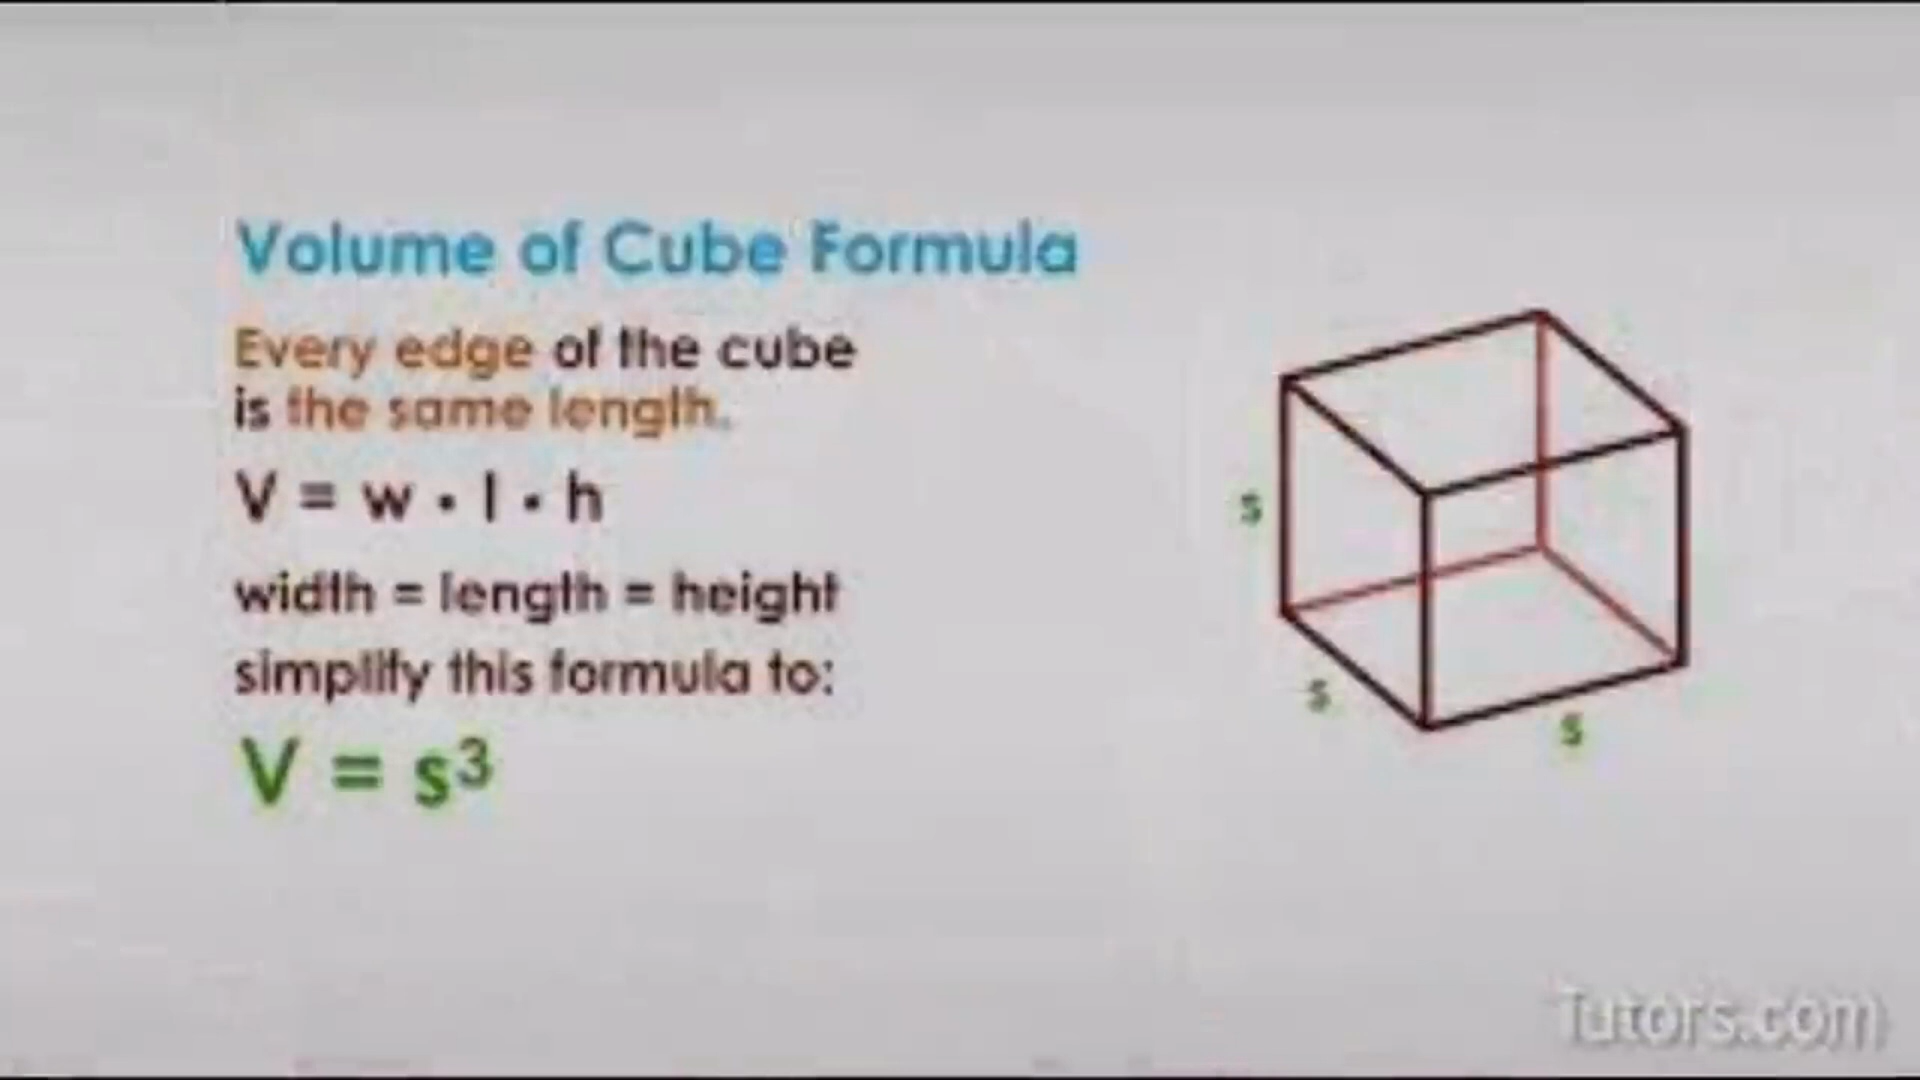 Volume of Cube Formula
Every edge of the cube
is the same length.
V = w · l · h
width = length = height
simplify this formula to:
V = s³
s
s
s
Tutors.com